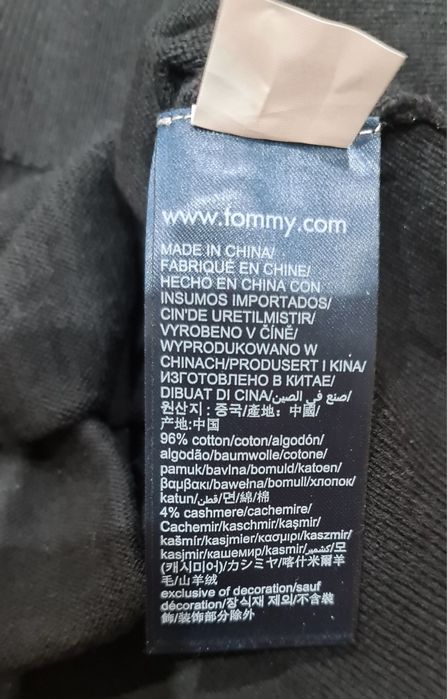 www.tommy.com
MADE IN CHINA/
FABRIQUÉ EN CHINE/
HECHO EN CHINA CON
INSUMOS IMPORTADOS/
CIN'DE URETILMISTIR/
VYROBENO V ČÍNĚ/
WYPRODUKOWANO W
CHINACH/PRODUSERT I KINA/
ИЗГОТОВЛЕНО В КИТАЕ/
DIBUAT DI CINA/صنع في الصين/
원산지 : 중국/產地: 中國/
产地:中国
96% cotton/coton/algodón/
algodão/baumwolle/cotone/
pamuk/bavlna/bomuld/katoen/
βαμβακι/bawełna/bomull/хлопок/
katun/قطن/면/綿/棉
4% cashmere/cachemire/
Cachemir/kaschmir/kaşmir/
kašmír/kasjmier/κασμιρι/kaszmir/
kasjmir/кашемир/kasmir/كشمير/모
(캐시미어)/カシミヤ/喀什米爾羊
毛/山羊绒
exclusive of decoration/sauf
décoration/장식재 제외/不含裝
飾/装饰部分除外